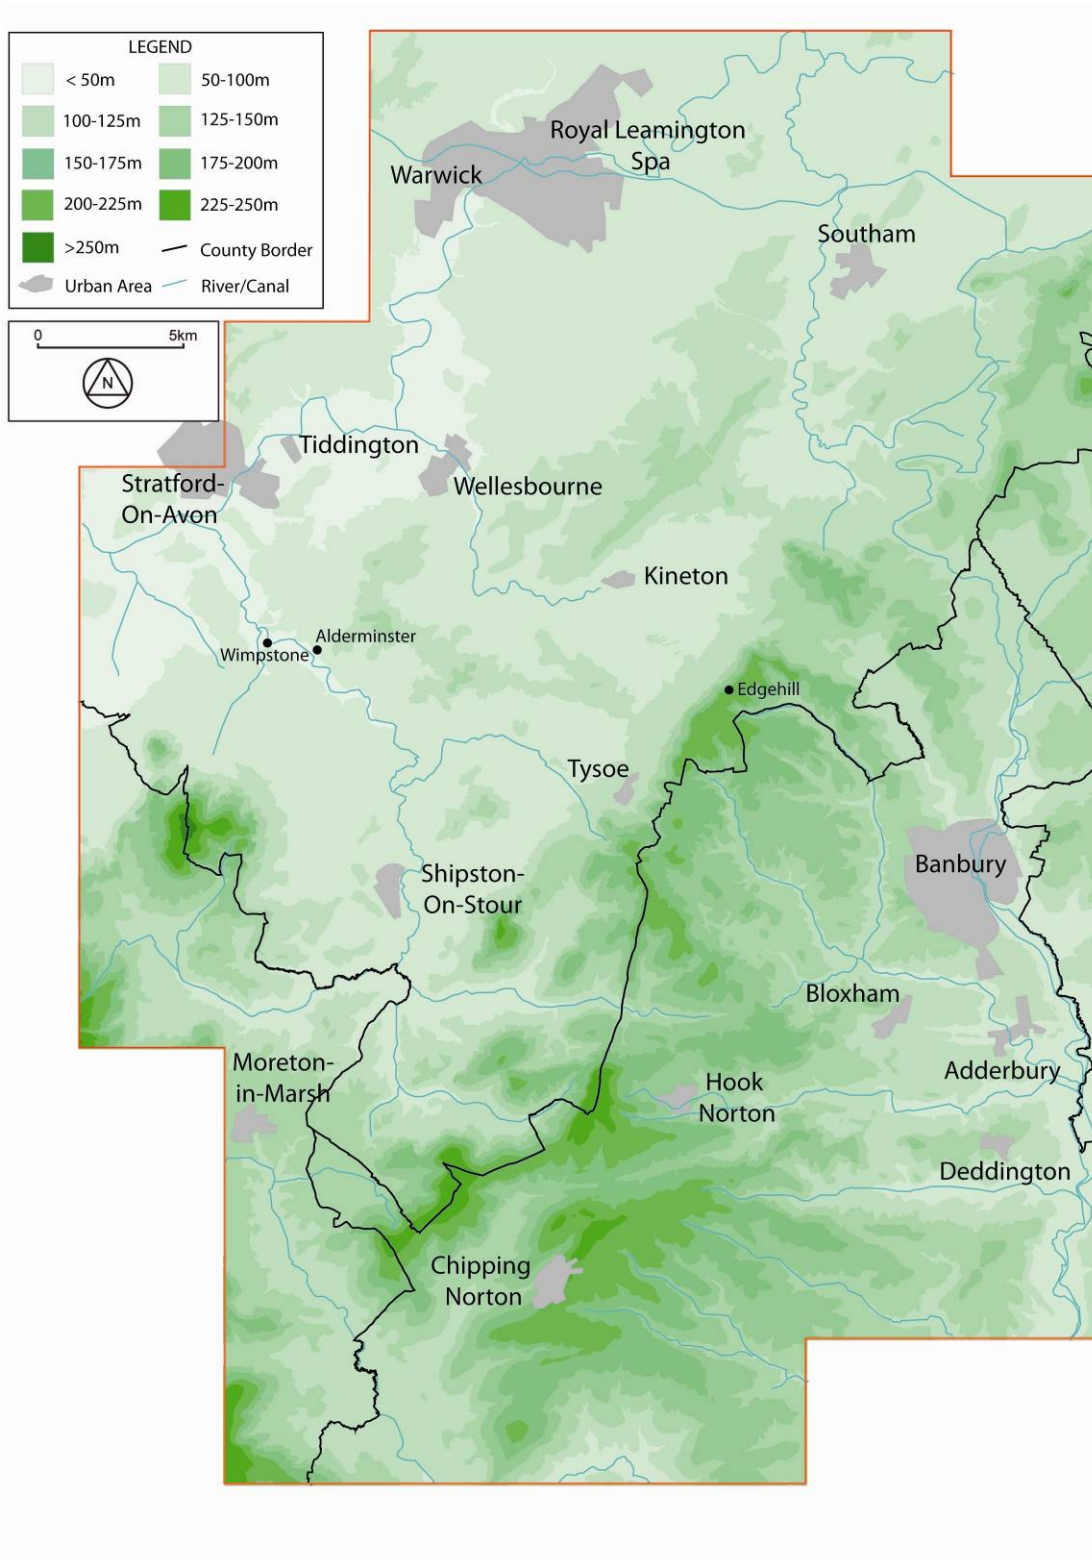 LEGEND
< 50m
50-100m
100-125m
125-150m
150-175m
175-200m
200-225m
225-250m
>250m
County Border
Urban Area
River/Canal
0
5km
N
Royal Leamington
Spa
Warwick
Southam
Tiddington
Stratford-
On-Avon
Wellesbourne
Kineton
Alderminster
Wimpstone
Edgehill
Tysoe
Banbury
Shipston-
On-Stour
Bloxham
Moreton-
in-Marsh
Adderbury
Hook
Norton
Deddington
Chipping
Norton